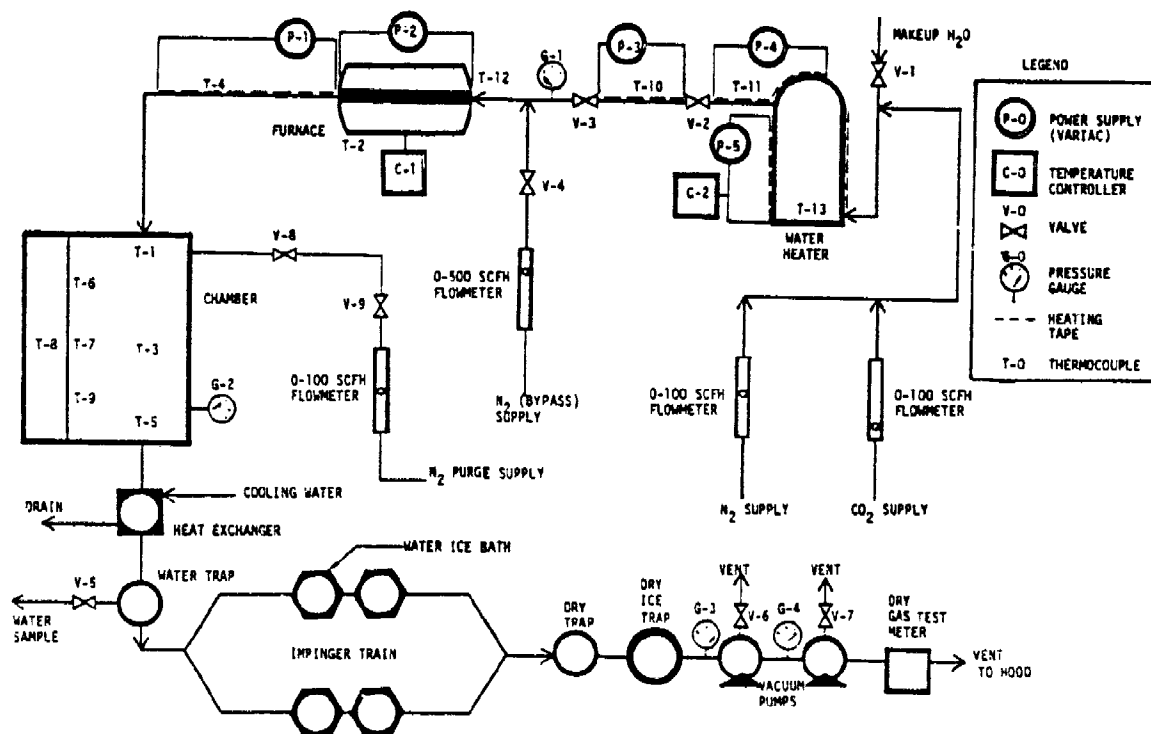 P-1
P-2
G-1
P-3
P-4
MAKEUP H2O
V-1
LEGEND
T-4
T-12
T-10
T-11
V-3
V-2
FURNACE
T-2
C-1
V-4
P-5
C-2
T-13
WATER
HEATER
P-O
POWER SUPPLY
(VARIAC)
C-O
TEMPERATURE
CONTROLLER
V-O
VALVE
G-O
PRESSURE
GAUGE
HEATING
TAPE
T-O
THERMOCOUPLE
T-1
V-8
T-6
CHAMBER
0-500 SCFH
FLOWMETER
V-9
T-8
T-7
T-3
T-9
T-5
G-2
0-100 SCFH
FLOWMETER
N2 (BYPASS)
SUPPLY
0-100 SCFH
FLOWMETER
0-100 SCFH
FLOWMETER
N2 PURGE SUPPLY
N2 SUPPLY
CO2 SUPPLY
COOLING WATER
DRAIN
HEAT EXCHANGER
WATER TRAP
WATER ICE BATH
V-5
WATER
SAMPLE
IMPINGER TRAIN
DRY
TRAP
DRY
ICE
TRAP
G-3
VENT
V-6
G-4
VENT
V-7
VACUUM
PUMPS
DRY
GAS TEST
METER
VENT
TO HOOD